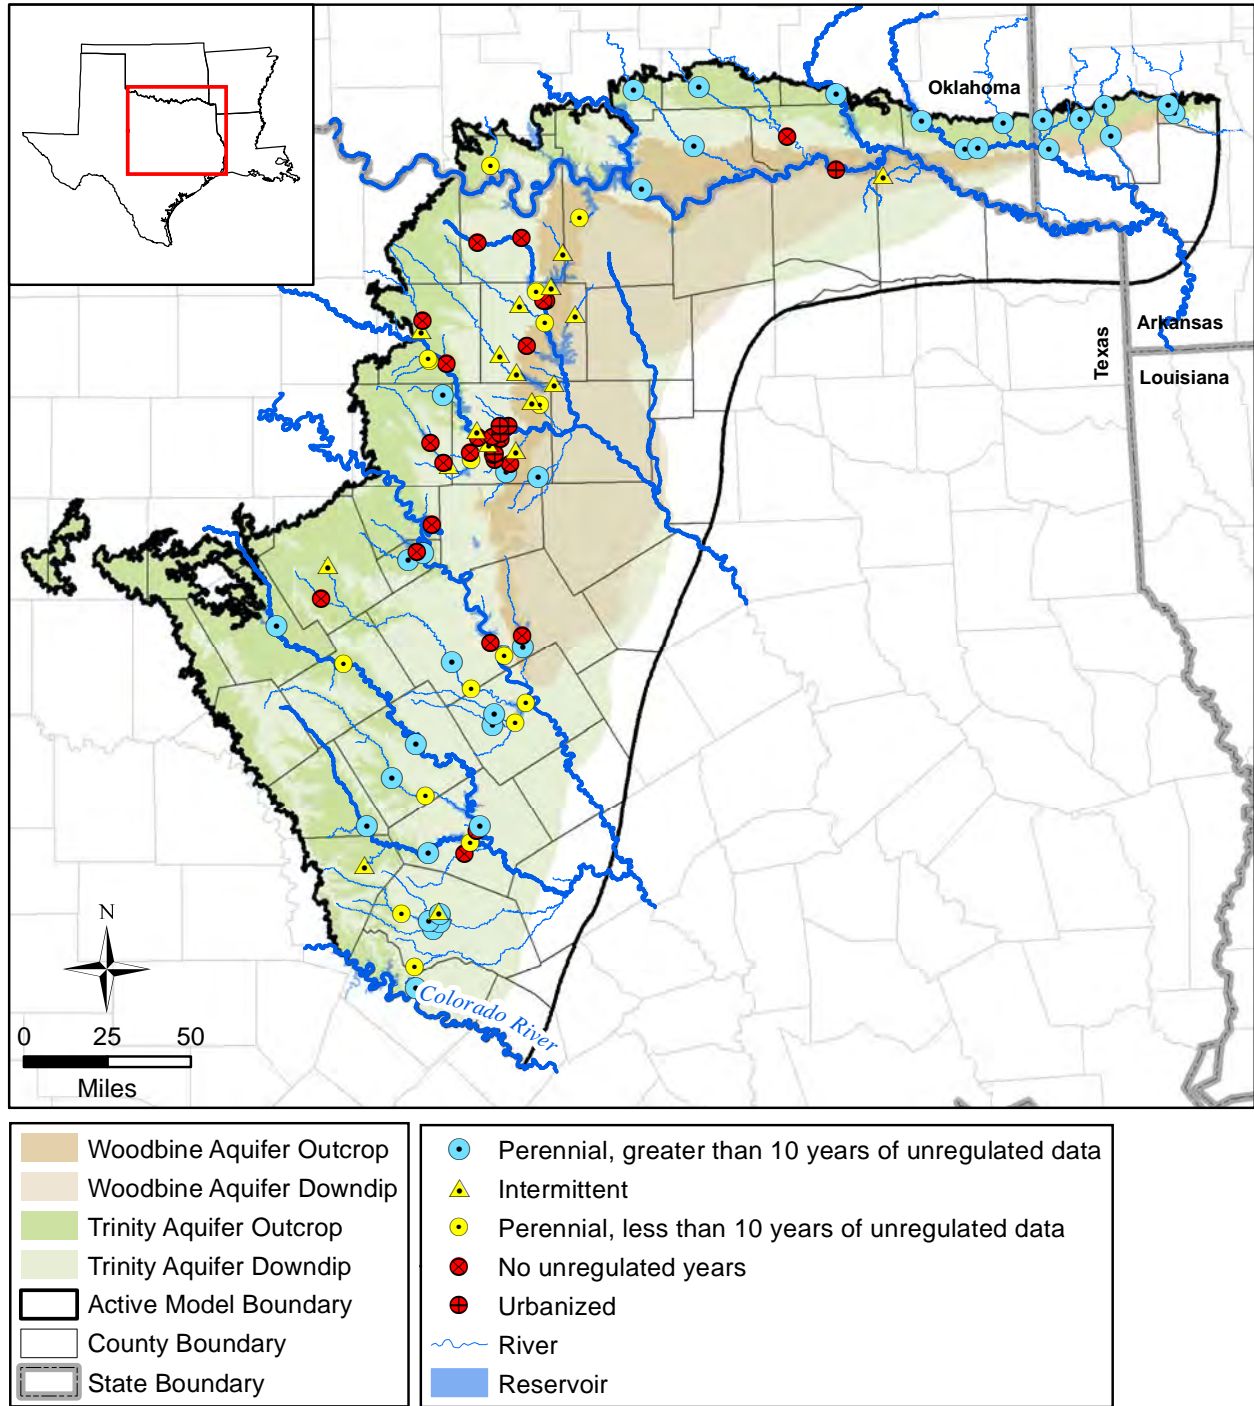 Oklahoma
Texas
Arkansas
Louisiana
N
Colorado River
0 25 50
Miles
Woodbine Aquifer Outcrop
Woodbine Aquifer Downdip
Trinity Aquifer Outcrop
Trinity Aquifer Downdip
Active Model Boundary
County Boundary
State Boundary
Perennial, greater than 10 years of unregulated data
Intermittent
Perennial, less than 10 years of unregulated data
No unregulated years
Urbanized
River
Reservoir